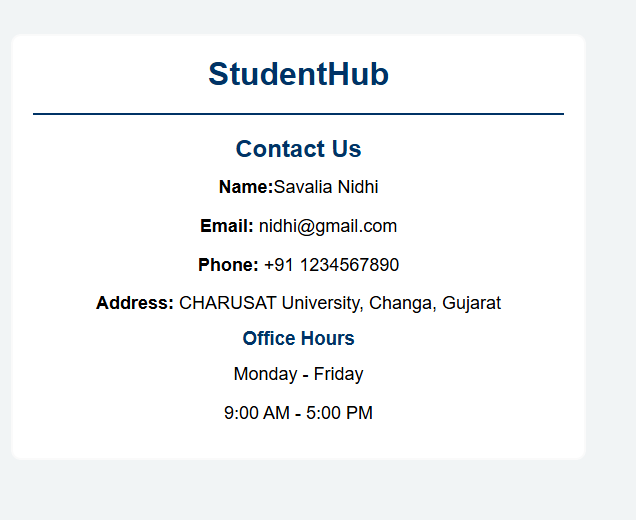 StudentHub
Contact Us
Name:Savalia Nidhi
Email: nidhi@gmail.com
Phone: +91 1234567890
Address: CHARUSAT University, Changa, Gujarat
Office Hours
Monday - Friday
9:00 AM - 5:00 PM